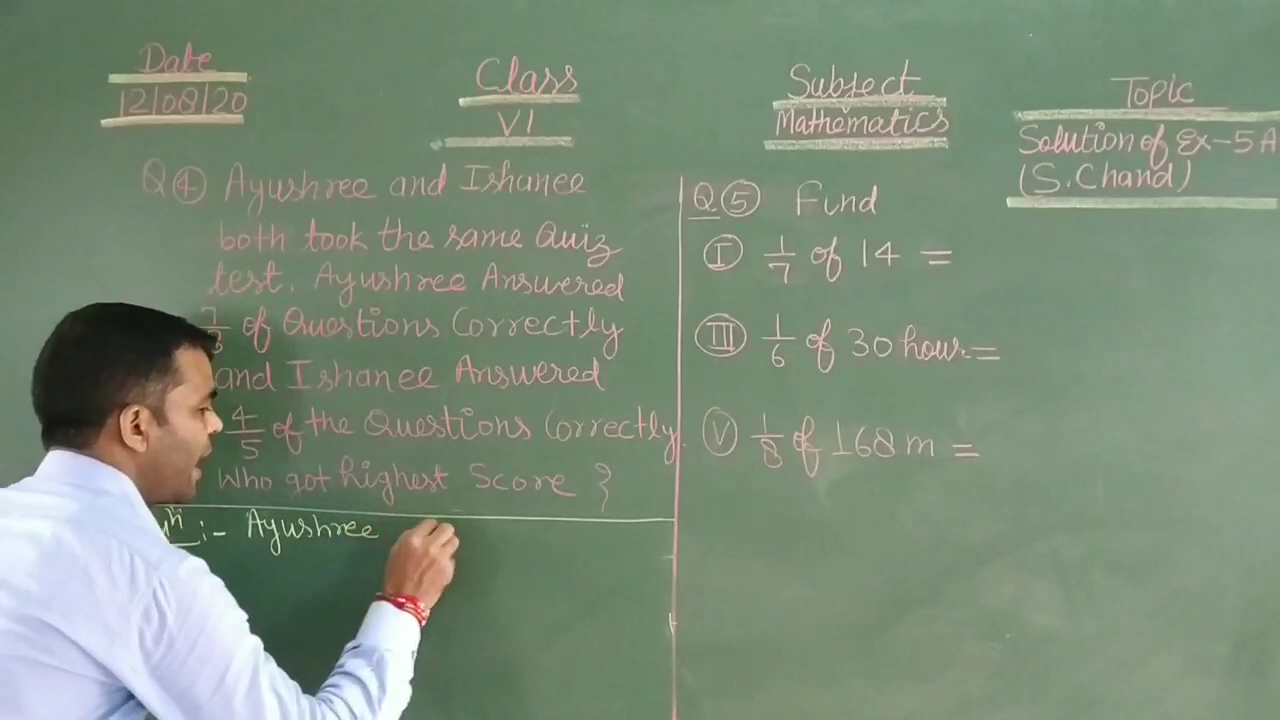 Date
12/08/20
Class
VI
Subject
Mathematics
Topic
Solution of Ex-5A
(S.Chand)
Q④ Ayushree and Ishanee
both took the same Quiz
test. Ayushree Answered
of Questions Correctly
and Ishanee Answered
4/5 of the Questions Correctly.
Who got highest Score ?
:- Ayushree
Q⑤ Fund
Ⓘ 1/7 of 14 =
(III) 1/6 of 30 hour. =
Ⓥ 1/8 of 168 m =